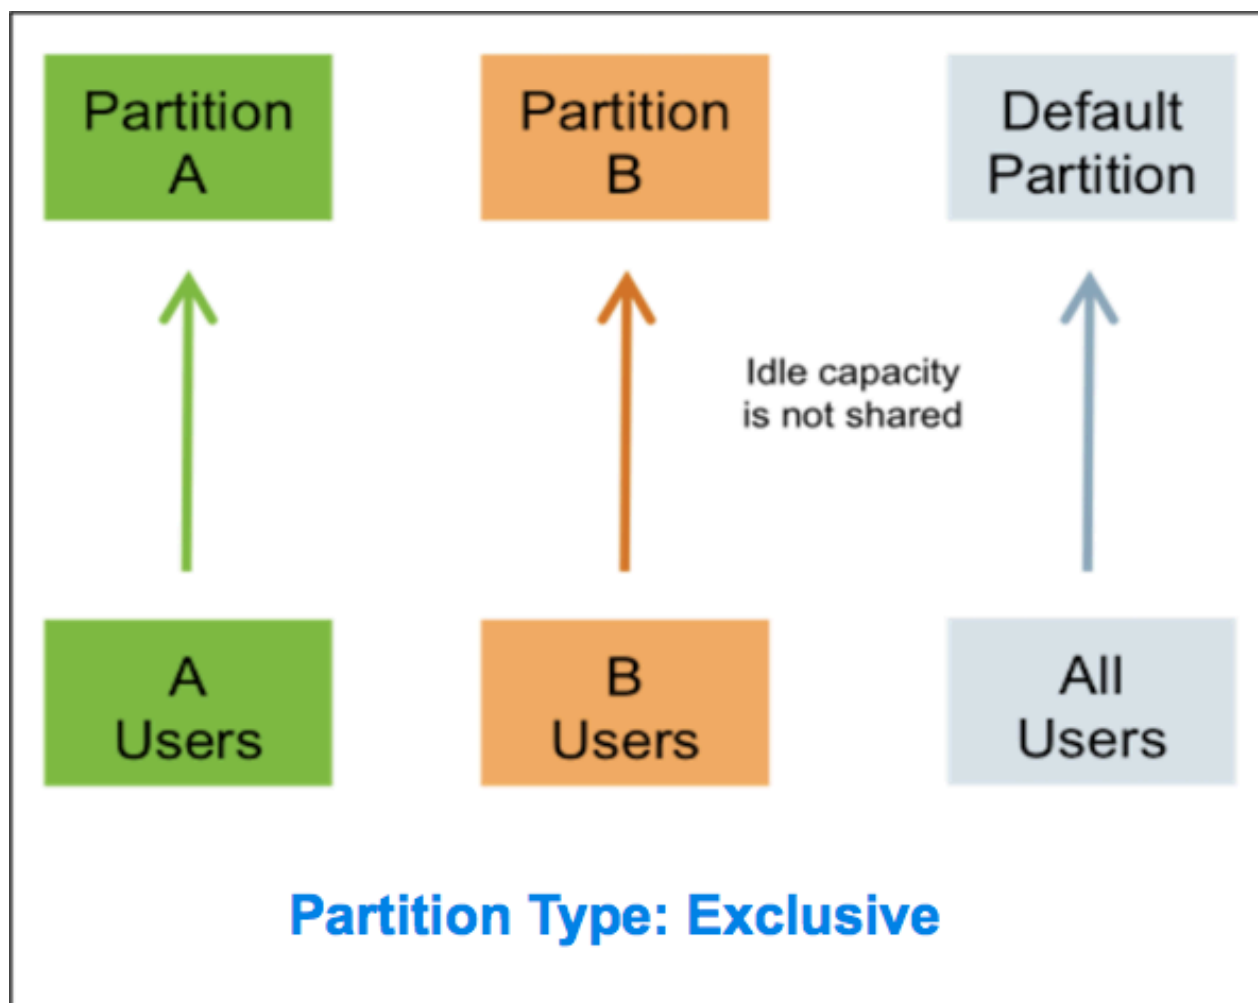 Partition
A
Partition
B
Default
Partition
Idle capacity
is not shared
A
Users
B
Users
All
Users
Partition Type: Exclusive